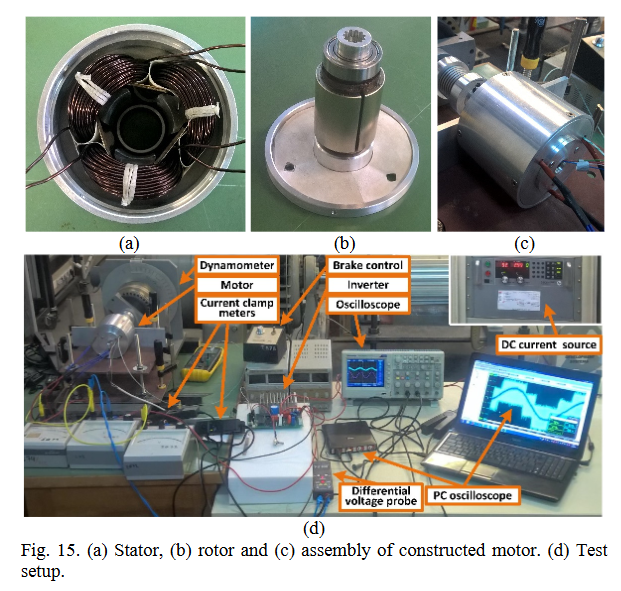 (a)
(b)
(c)
Dynamometer
Motor
Current clamp
meters
Brake control
Inverter
Oscilloscope
DC current source
Differential
voltage probe
PC oscilloscope
(d)
Fig. 15. (a) Stator, (b) rotor and (c) assembly of constructed motor. (d) Test
setup.